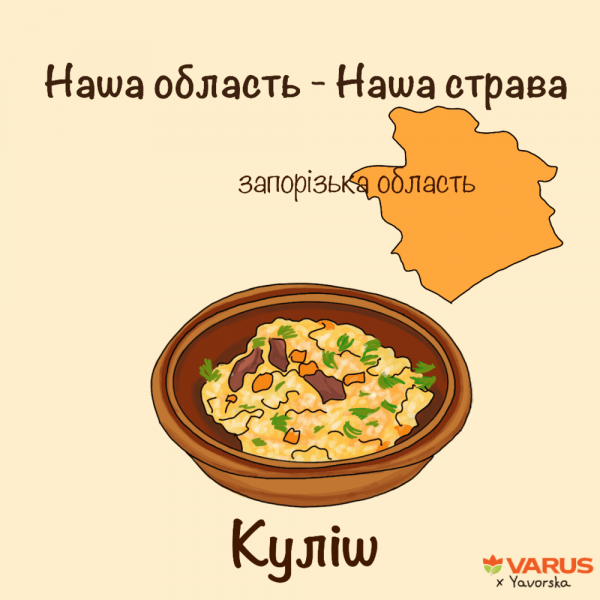 Наша область - Наша страва
запорізька область
Куліш
VARUS
x Yavorska